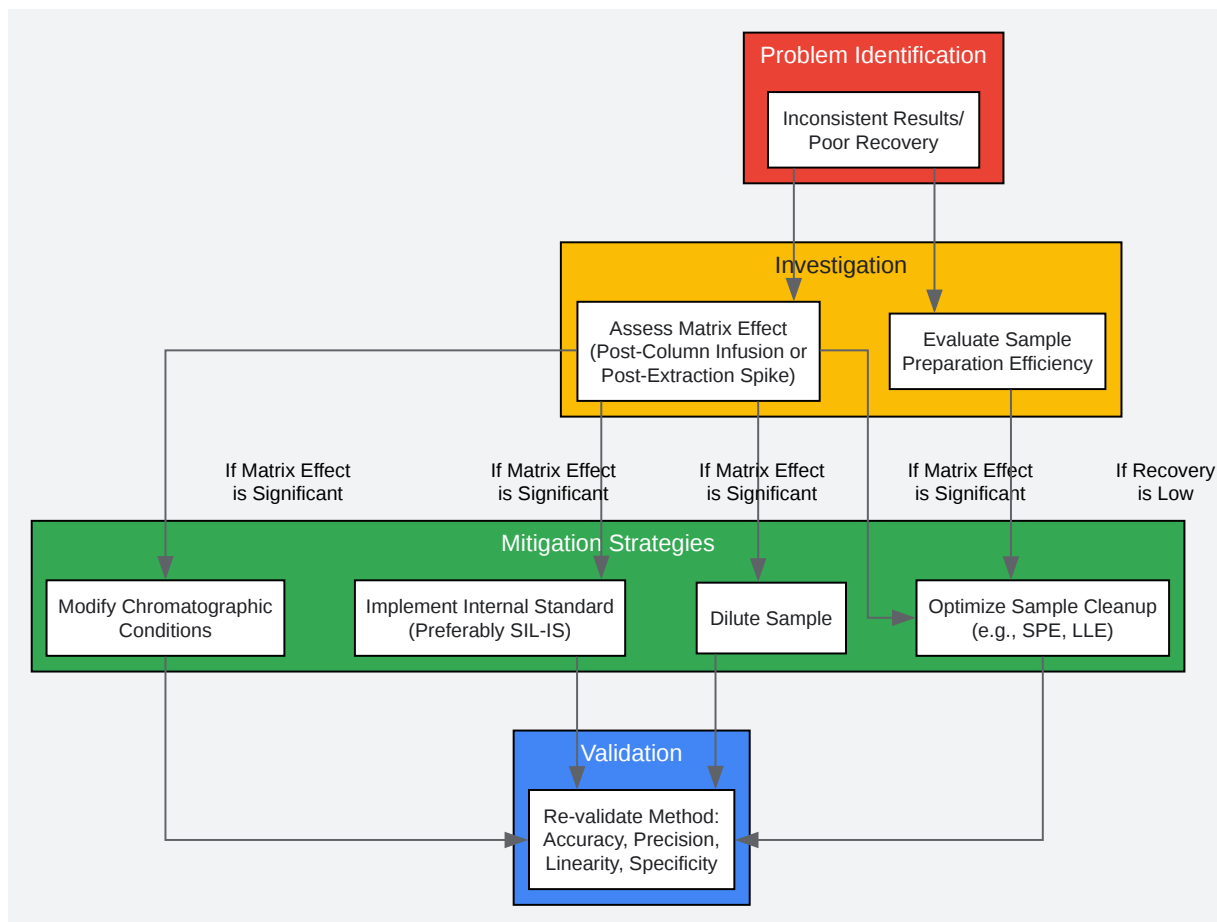 Problem Identification
Inconsistent Results/
Poor Recovery
Investigation
Assess Matrix Effect
(Post-Column Infusion or
Post-Extraction Spike)
Evaluate Sample
Preparation Efficiency
If Matrix Effect
is Significant
If Matrix Effect
is Significant
If Matrix Effect
is Significant
If Matrix Effect
is Significant
If Recovery
is Low
Mitigation Strategies
Modify Chromatographic
Conditions
Implement Internal Standard
(Preferably SIL-IS)
Dilute Sample
Optimize Sample Cleanup
(e.g., SPE, LLE)
Validation
Re-validate Method:
Accuracy, Precision,
Linearity, Specificity